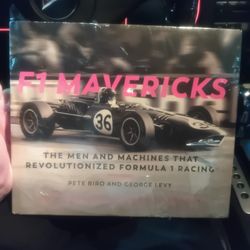 F1 MAVERICKS
36
THE MEN AND MACHINES THAT
REVOLUTIONIZED FORMULA 1 RACING
PETE BIRO AND GEORGE LEVY